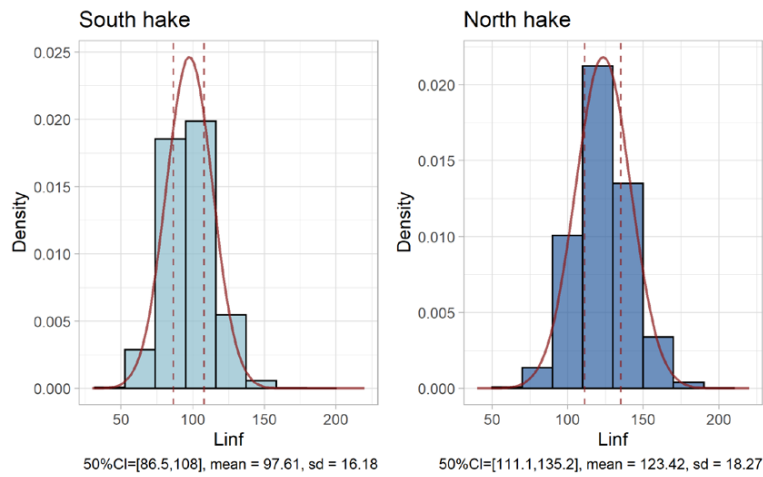 South hake
0.025
0.020
0.015
0.010
0.005
0.000
Density
50
100
150
200
Linf
50%CI=[86.5,108], mean = 97.61, sd = 16.18
North hake
0.020
0.015
0.010
0.005
0.000
Density
50
100
150
200
Linf
50%CI=[111.1,135.2], mean = 123.42, sd = 18.27